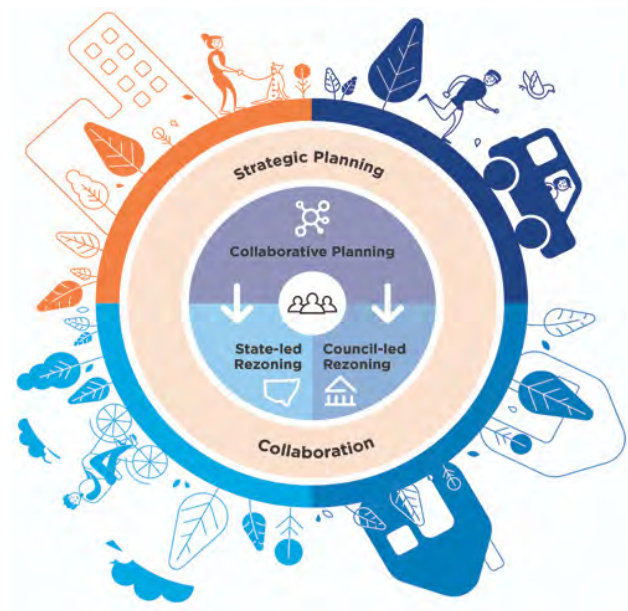 Strategic Planning
Collaborative Planning
State-led
Rezoning
Council-led
Rezoning
Collaboration